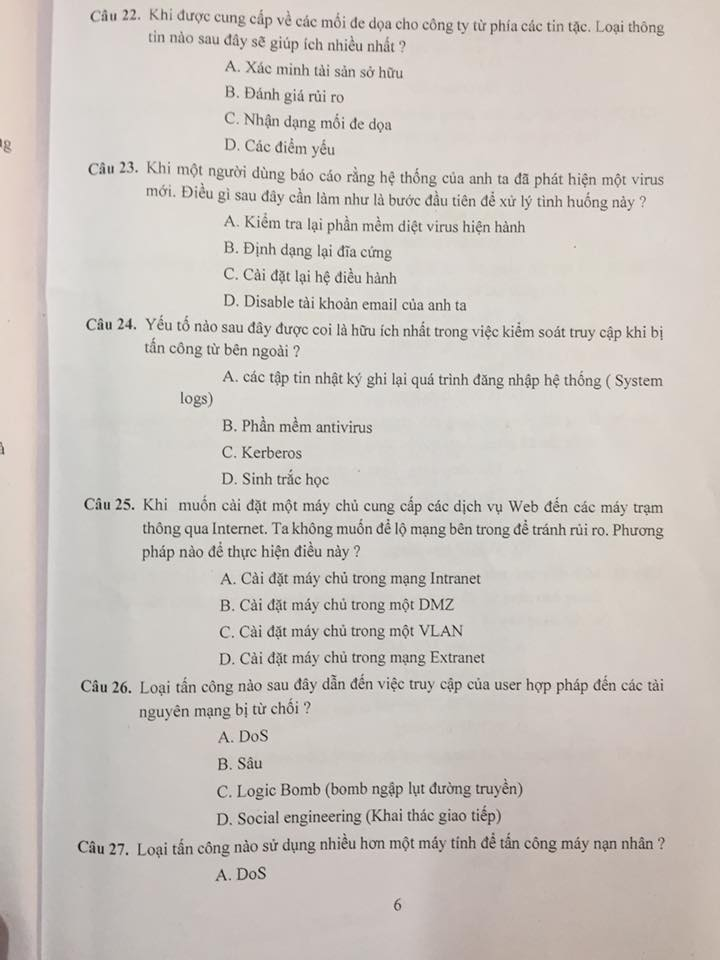 Câu 22. Khi được cung cấp về các mối đe dọa cho công ty từ phía các tin tặc. Loại thông
tin nào sau đây sẽ giúp ích nhiều nhất ?
A. Xác minh tài sản sở hữu
B. Đánh giá rủi ro
C. Nhận dạng mối đe dọa
D. Các điểm yếu
Câu 23. Khi một người dùng báo cáo rằng hệ thống của anh ta đã phát hiện một virus
mới. Điều gì sau đây cần làm như là bước đầu tiên để xử lý tình huống này ?
A. Kiểm tra lại phần mềm diệt virus hiện hành
B. Định dạng lại đĩa cứng
C. Cài đặt lại hệ điều hành
D. Disable tài khoản email của anh ta
Câu 24. Yếu tố nào sau đây được coi là hữu ích nhất trong việc kiểm soát truy cập khi bị
tấn công từ bên ngoài ?
A. các tập tin nhật ký ghi lại quá trình đăng nhập hệ thống ( System
logs)
B. Phần mềm antivirus
C. Kerberos
D. Sinh trắc học
Câu 25. Khi muốn cài đặt một máy chủ cung cấp các dịch vụ Web đến các máy trạm
thông qua Internet. Ta không muốn để lộ mạng bên trong để tránh rủi ro. Phương
pháp nào để thực hiện điều này ?
A. Cài đặt máy chủ trong mạng Intranet
B. Cài đặt máy chủ trong một DMZ
C. Cài đặt máy chủ trong một VLAN
D. Cài đặt máy chủ trong mạng Extranet
Câu 26. Loại tấn công nào sau đây dẫn đến việc truy cập của user hợp pháp đến các tài
nguyên mạng bị từ chối ?
A. DoS
B. Sâu
C. Logic Bomb (bomb ngập lụt đường truyền)
D. Social engineering (Khai thác giao tiếp)
Câu 27. Loại tấn công nào sử dụng nhiều hơn một máy tính để tấn công máy nạn nhân ?
A. DoS
6